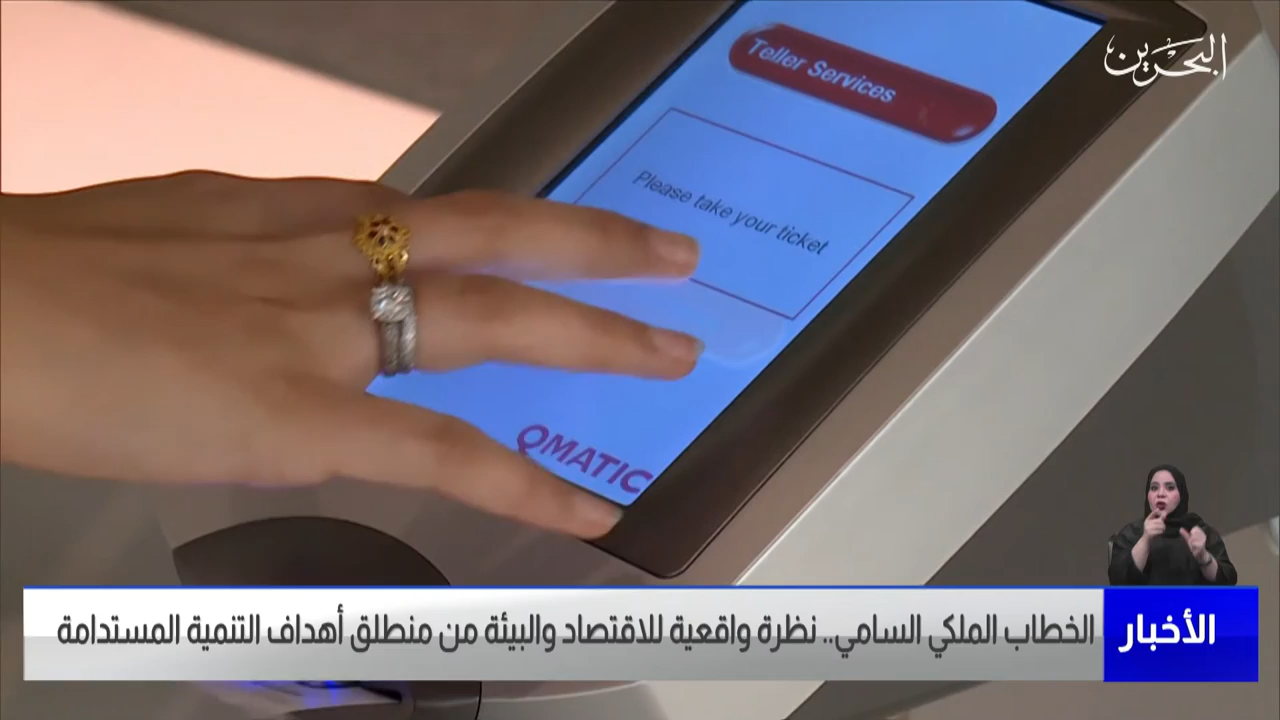 البحرين
Teller Services
Please take your ticket
QMATIC
الأخبار
الخطاب الملكي السامي.. نظرة واقعية للاقتصاد والبيئة من منطلق أهداف التنمية المستدامة